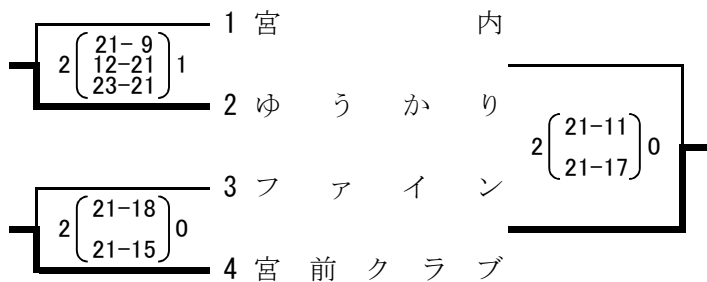 1 宮内
2 ( 21- 9 12-21 23-21 ) 1
2 ゆうかり
2 ( 21-11 21-17 ) 0
3 ファイン
2 ( 21-18 21-15 ) 0
4 宮前クラブ